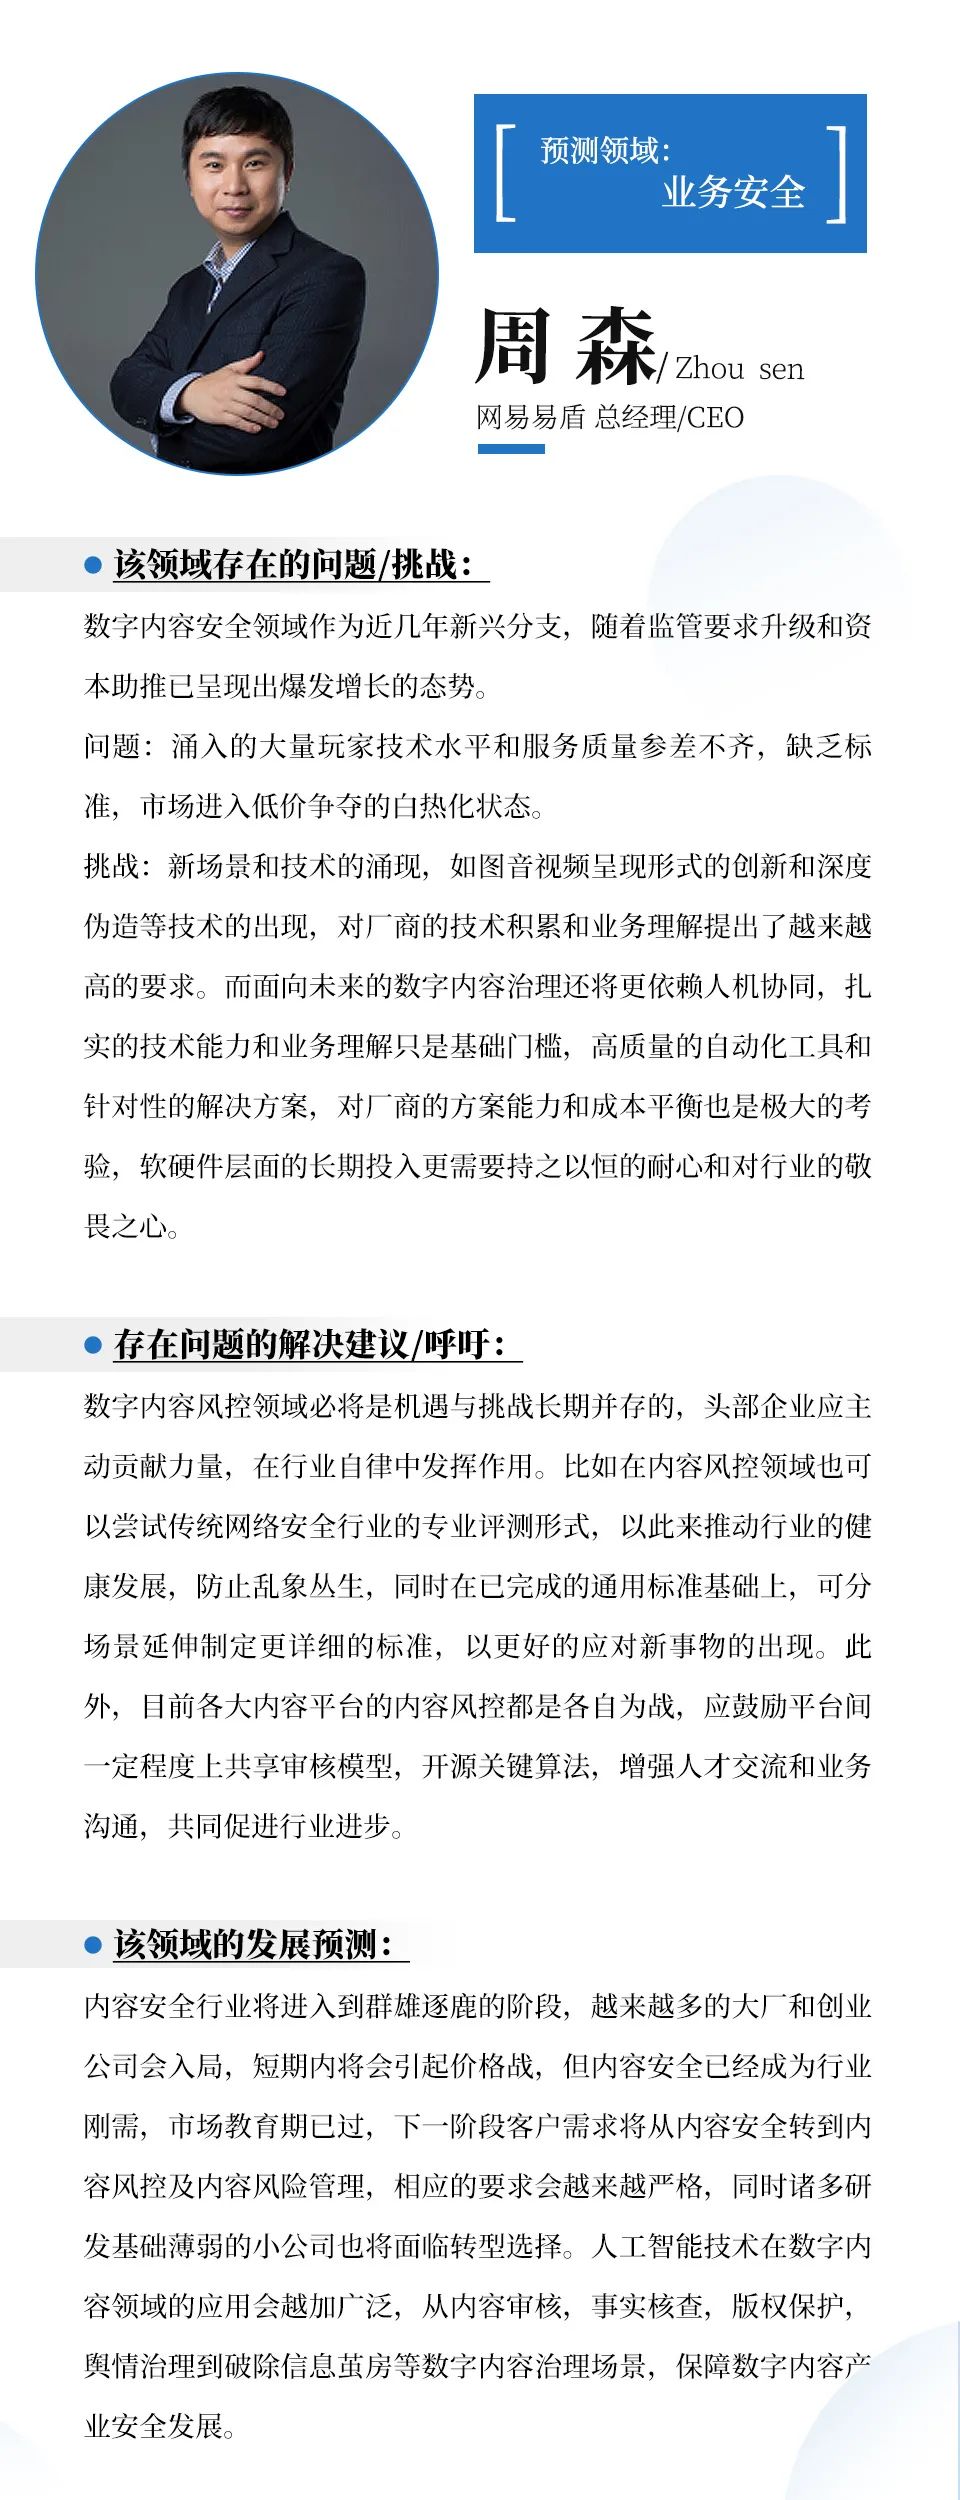 预测领域：
业务安全
周 森/ Zhou sen
网易易盾 总经理/CEO
该领域存在的问题/挑战：
数字内容安全领域作为近几年新兴分支，随着监管要求升级和资
本助推已呈现出爆发增长的态势。
问题：涌入的大量玩家技术水平和服务质量参差不齐，缺乏标
准，市场进入低价争夺的白热化状态。
挑战：新场景和技术的涌现，如图音视频呈现形式的创新和深度
伪造等技术的出现，对厂商的技术积累和业务理解提出了越来越
高的要求。而面向未来的数字内容治理还将更依赖人机协同，扎
实的技术能力和业务理解只是基础门槛，高质量的自动化工具和
针对性的解决方案，对厂商的方案能力和成本平衡也是极大的考
验，软硬件层面的长期投入更需要持之以恒的耐心和对行业的敬
畏之心。
存在问题的解决建议/呼吁：
数字内容风控领域必将是机遇与挑战长期并存的，头部企业应主
动贡献力量，在行业自律中发挥作用。比如在内容风控领域也可
以尝试传统网络安全行业的专业评测形式，以此来推动行业的健
康发展，防止乱象丛生，同时在已完成的通用标准基础上，可分
场景延伸制定更详细的标准，以更好的应对新事物的出现。此
外，目前各大内容平台的内容风控都是各自为战，应鼓励平台间
一定程度上共享审核模型，开源关键算法，增强人才交流和业务
沟通，共同促进行业进步。
该领域的发展预测：
内容安全行业将进入到群雄逐鹿的阶段，越来越多的大厂和创业
公司会入局，短期内将会引起价格战，但内容安全已经成为行业
刚需，市场教育期已过，下一阶段客户需求将从内容安全转到内
容风控及内容风险管理，相应的要求会越来越严格，同时诸多研
发基础薄弱的小公司也将面临转型选择。人工智能技术在数字内
容领域的应用会越加广泛，从内容审核，事实核查，版权保护，
舆情治理到破除信息茧房等数字内容治理场景，保障数字内容产
业安全发展。